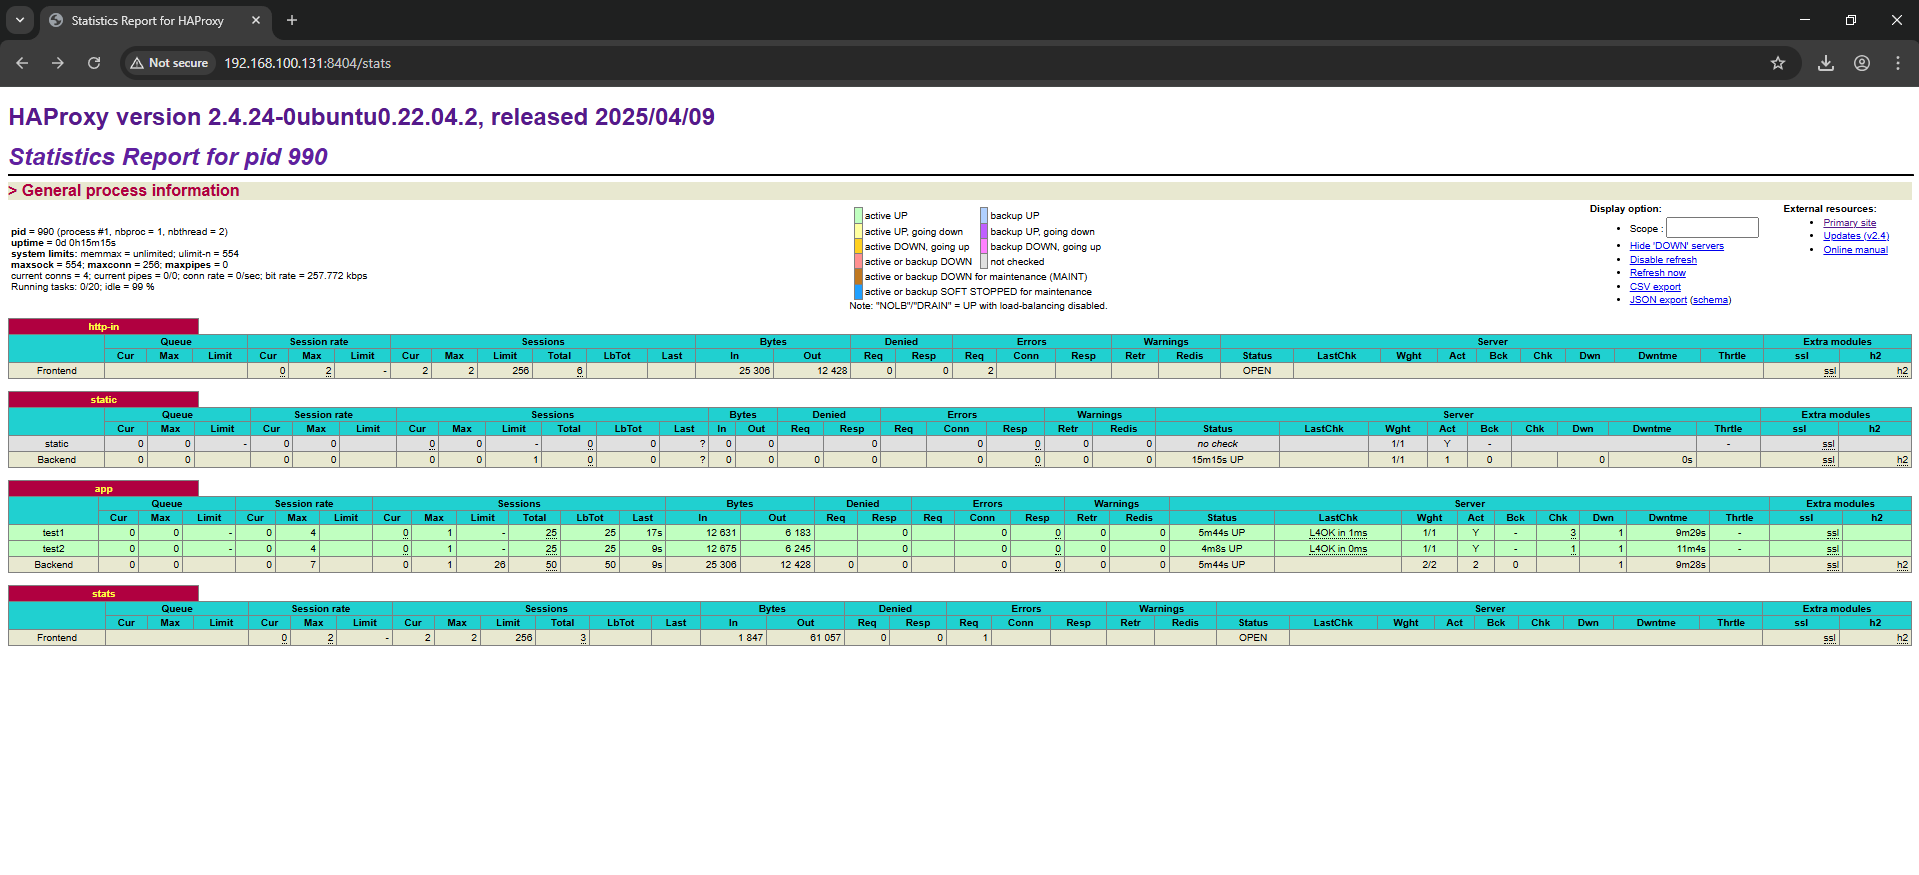 Statistics Report for HAProxy
Not secure 192.168.100.131:8404/stats
HAProxy version 2.4.24-0ubuntu0.22.04.2, released 2025/04/09
Statistics Report for pid 990
> General process information
pid = 990 (process #1, nbproc = 1, nbthread = 2)
uptime = 0d 0h15m15s
system limits: memmax = unlimited; ulimit-n = 554
maxsock = 554; maxconn = 256; maxpipes = 0
current conns = 4; current pipes = 0/0; conn rate = 0/sec; bit rate = 257.772 kbps
Running tasks: 0/20; idle = 99 %
active UP backup UP
active UP, going down backup UP, going down
active DOWN, going up backup DOWN, going up
active or backup DOWN not checked
active or backup DOWN for maintenance (MAINT)
active or backup SOFT STOPPED for maintenance
Note: "NOLB"/"DRAIN" = UP with load-balancing disabled.
Display option:
Scope :
Hide 'DOWN' servers
Disable refresh
Refresh now
CSV export
JSON export (schema)
External resources:
Primary site
Updates (v2.4)
Online manual
http-in
Queue Session rate Sessions Bytes Denied Errors Warnings Server Extra modules
Cur Max Limit Cur Max Limit Cur Max Limit Total LbTot Last In Out Req Resp Req Conn Resp Retr Redis Status LastChk Wght Act Bck Chk Dwn Dwntme Thrtle ssl h2
Frontend 0 2 - 2 2 256 6 25 306 12 428 0 0 2 OPEN ssl h2
static
Queue Session rate Sessions Bytes Denied Errors Warnings Server Extra modules
Cur Max Limit Cur Max Limit Cur Max Limit Total LbTot Last In Out Req Resp Req Conn Resp Retr Redis Status LastChk Wght Act Bck Chk Dwn Dwntme Thrtle ssl h2
static 0 0 - 0 0 0 0 - 0 0 ? 0 0 0 0 0 0 0 no check 1/1 Y - - ssl
Backend 0 0 0 0 0 0 1 0 0 ? 0 0 0 0 0 0 0 0 15m15s UP 1/1 1 0 0 0s ssl h2
app
Queue Session rate Sessions Bytes Denied Errors Warnings Server Extra modules
Cur Max Limit Cur Max Limit Cur Max Limit Total LbTot Last In Out Req Resp Req Conn Resp Retr Redis Status LastChk Wght Act Bck Chk Dwn Dwntme Thrtle ssl h2
test1 0 0 - 0 4 0 1 - 25 25 17s 12 631 6 183 0 0 0 0 0 5m44s UP L4OK in 1ms 1/1 Y - 3 1 9m29s - ssl
test2 0 0 - 0 4 0 1 - 25 25 9s 12 675 6 245 0 0 0 0 0 4m8s UP L4OK in 0ms 1/1 Y - 1 1 11m4s - ssl
Backend 0 0 0 7 0 1 26 50 50 9s 25 306 12 428 0 0 0 0 0 0 5m44s UP 2/2 2 0 1 9m28s ssl h2
stats
Queue Session rate Sessions Bytes Denied Errors Warnings Server Extra modules
Cur Max Limit Cur Max Limit Cur Max Limit Total LbTot Last In Out Req Resp Req Conn Resp Retr Redis Status LastChk Wght Act Bck Chk Dwn Dwntme Thrtle ssl h2
Frontend 0 2 - 2 2 256 3 1 847 61 057 0 0 1 OPEN ssl h2